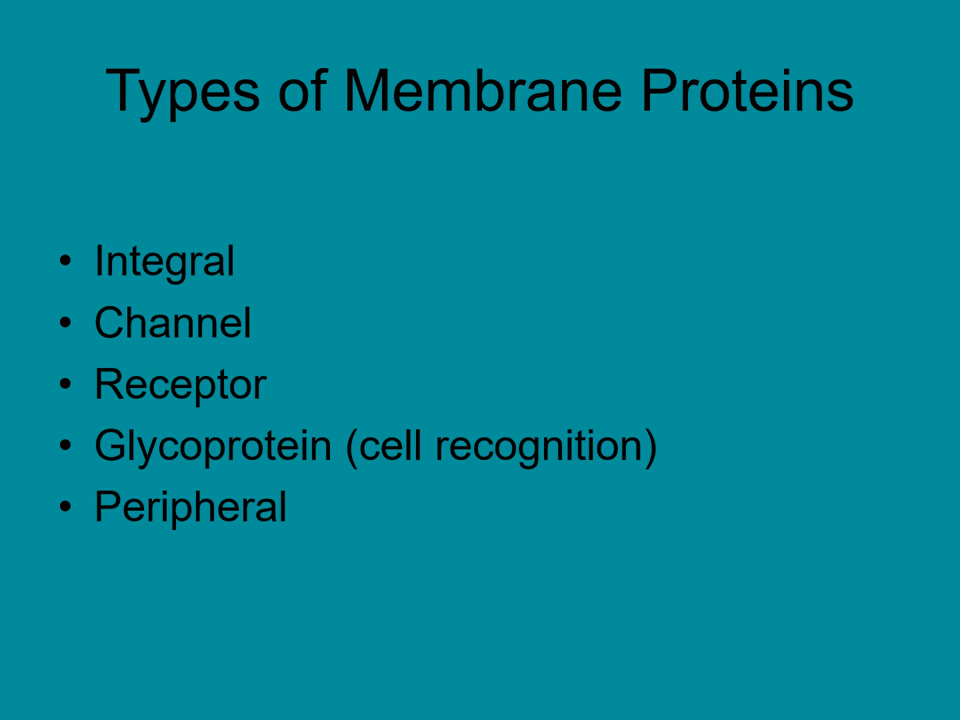 Types of Membrane Proteins
• Integral
• Channel
• Receptor
• Glycoprotein (cell recognition)
• Peripheral